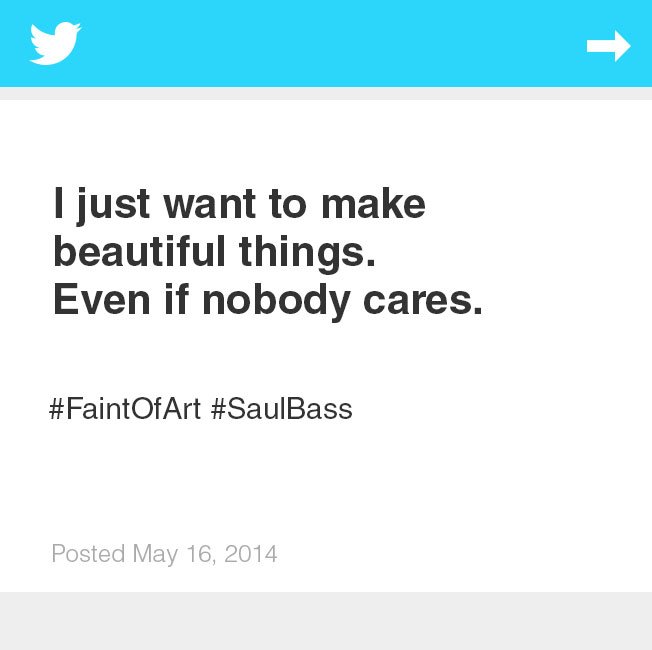 I just want to make
beautiful things.
Even if nobody cares.
#FaintOfArt #SaulBass
Posted May 16, 2014